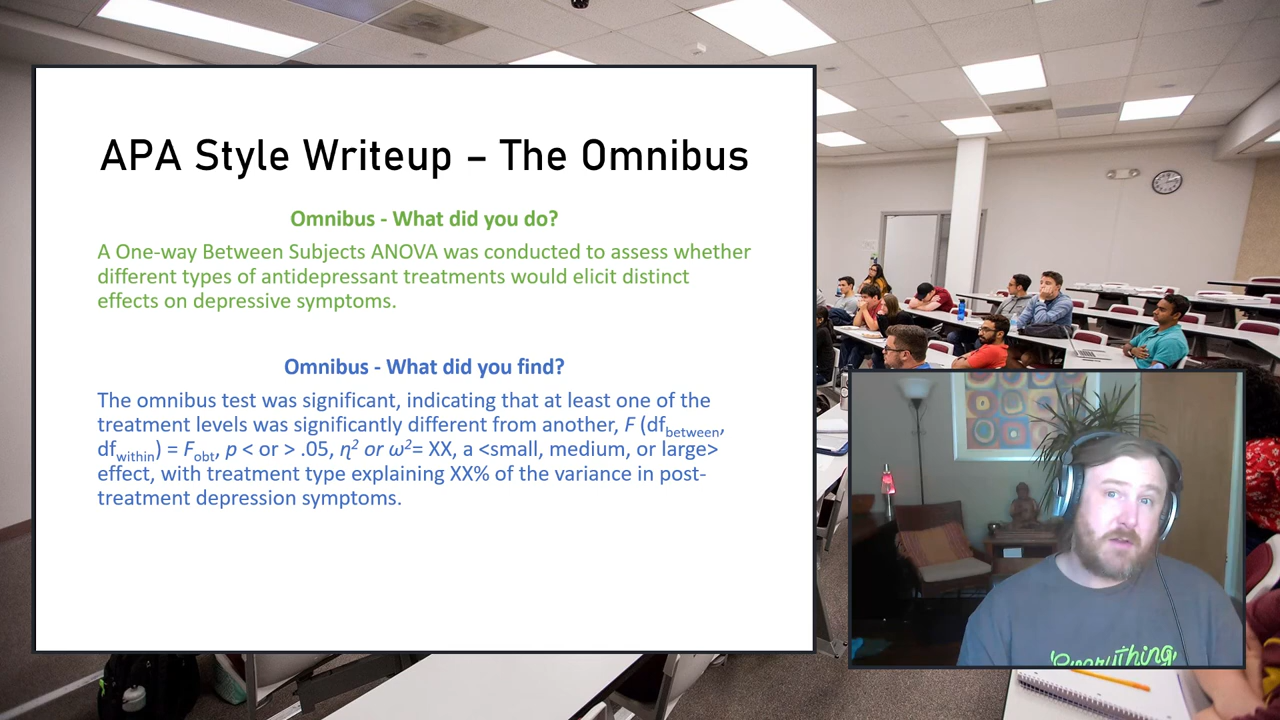 APA Style Writeup – The Omnibus
Omnibus - What did you do?
A One-way Between Subjects ANOVA was conducted to assess whether
different types of antidepressant treatments would elicit distinct
effects on depressive symptoms.
Omnibus - What did you find?
The omnibus test was significant, indicating that at least one of the
treatment levels was significantly different from another, F (df_between,
df_within) = F_obt, p < or > .05, η² or ω²= XX, a <small, medium, or large>
effect, with treatment type explaining XX% of the variance in post-
treatment depression symptoms.
Everything